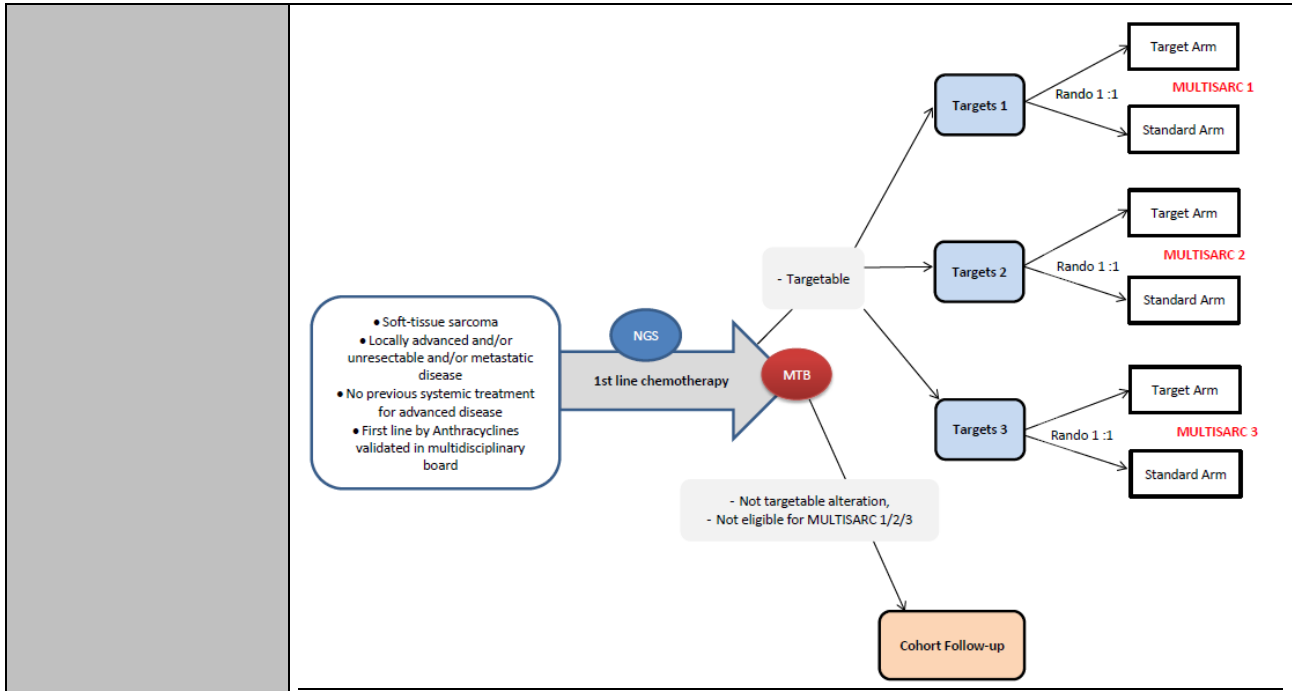 ● Soft-tissue sarcoma
● Locally advanced and/or
unresectable and/or metastatic
disease
● No previous systemic treatment
for advanced disease
● First line by Anthracyclines
validated in multidisciplinary
board
NGS
1st line chemotherapy
MTB
- Targetable
- Not targetable alteration,
- Not eligible for MULTISARC 1/2/3
Cohort Follow-up
Targets 1
Rando 1 :1
Target Arm
MULTISARC 1
Standard Arm
Targets 2
Rando 1 :1
Target Arm
MULTISARC 2
Standard Arm
Targets 3
Rando 1 :1
Target Arm
MULTISARC 3
Standard Arm